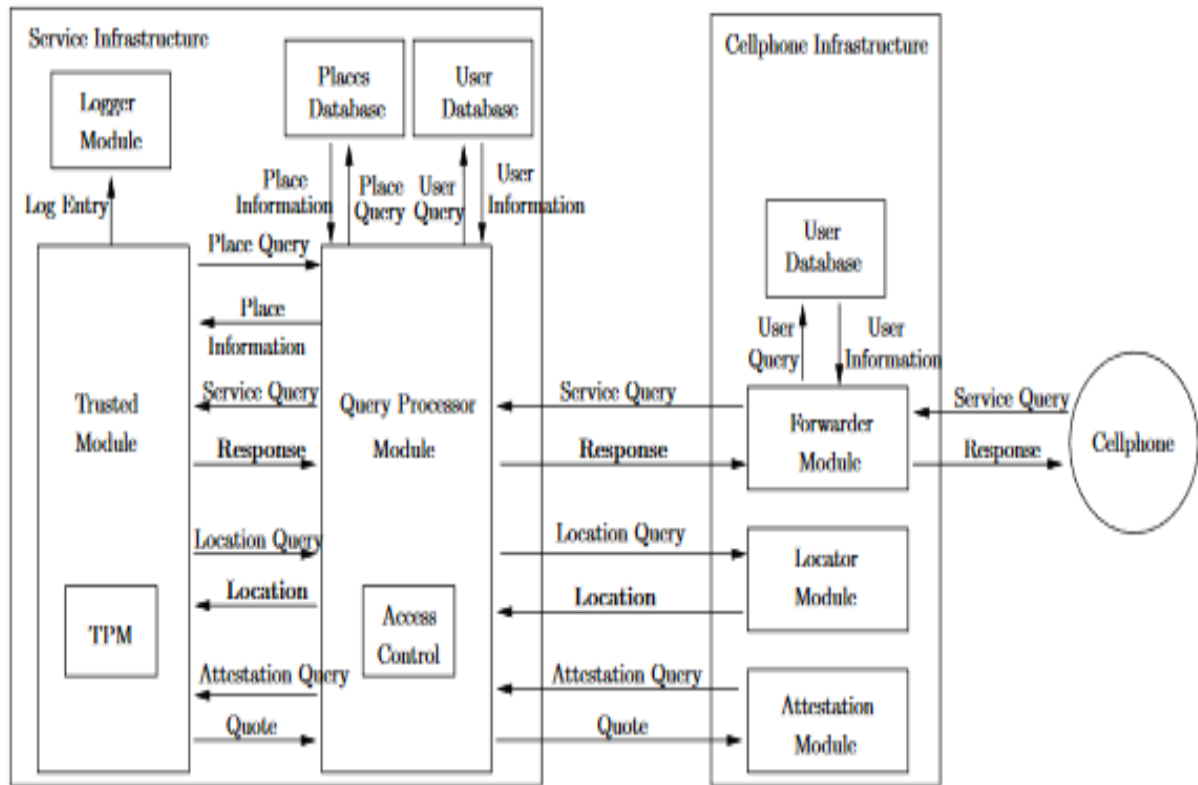 Service Infrastructure
Logger
Module
Places
Database
User
Database
Log Entry
Place
Information
Place
Query
User
Query
User
Information
Place Query
Place
Information
Service Query
Response
Location Query
Location
Attestation Query
Quote
Trusted
Module
TPM
Query Processor
Module
Access
Control
Service Query
Response
Location Query
Location
Attestation Query
Quote
Cellphone Infrastructure
User
Database
User
Query
User
Information
Forwarder
Module
Locator
Module
Attestation
Module
Service Query
Response
Cellphone